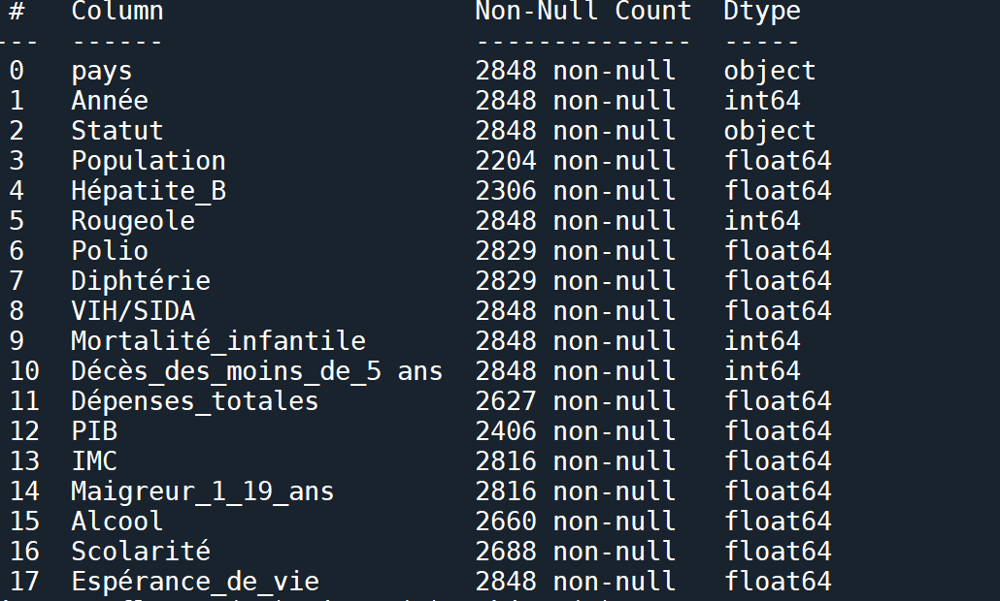 # Column Non-Null Count Dtype
--- ------ -------------- -----
0 pays 2848 non-null object
1 Année 2848 non-null int64
2 Statut 2848 non-null object
3 Population 2204 non-null float64
4 Hépatite_B 2306 non-null float64
5 Rougeole 2848 non-null int64
6 Polio 2829 non-null float64
7 Diphtérie 2829 non-null float64
8 VIH/SIDA 2848 non-null float64
9 Mortalité_infantile 2848 non-null int64
10 Décès_des_moins_de_5 ans 2848 non-null int64
11 Dépenses_totales 2627 non-null float64
12 PIB 2406 non-null float64
13 IMC 2816 non-null float64
14 Maigreur_1_19_ans 2816 non-null float64
15 Alcool 2660 non-null float64
16 Scolarité 2688 non-null float64
17 Espérance_de_vie 2848 non-null float64